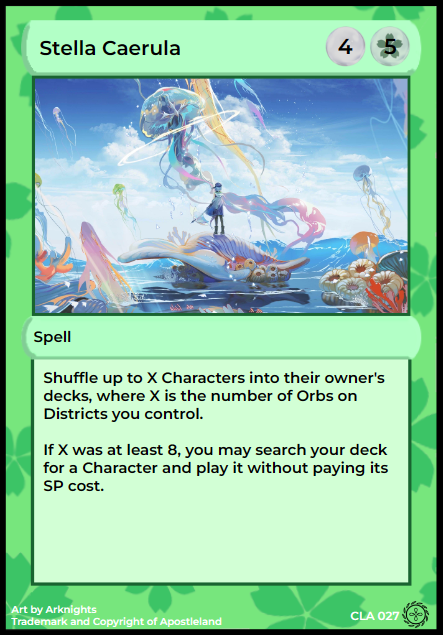 Stella Caerula 4 5
Spell
Shuffle up to X Characters into their owner's
decks, where X is the number of Orbs on
Districts you control.
If X was at least 8, you may search your deck
for a Character and play it without paying its
SP cost.
Art by Arknights
Trademark and Copyright of Apostieland
CLA 027